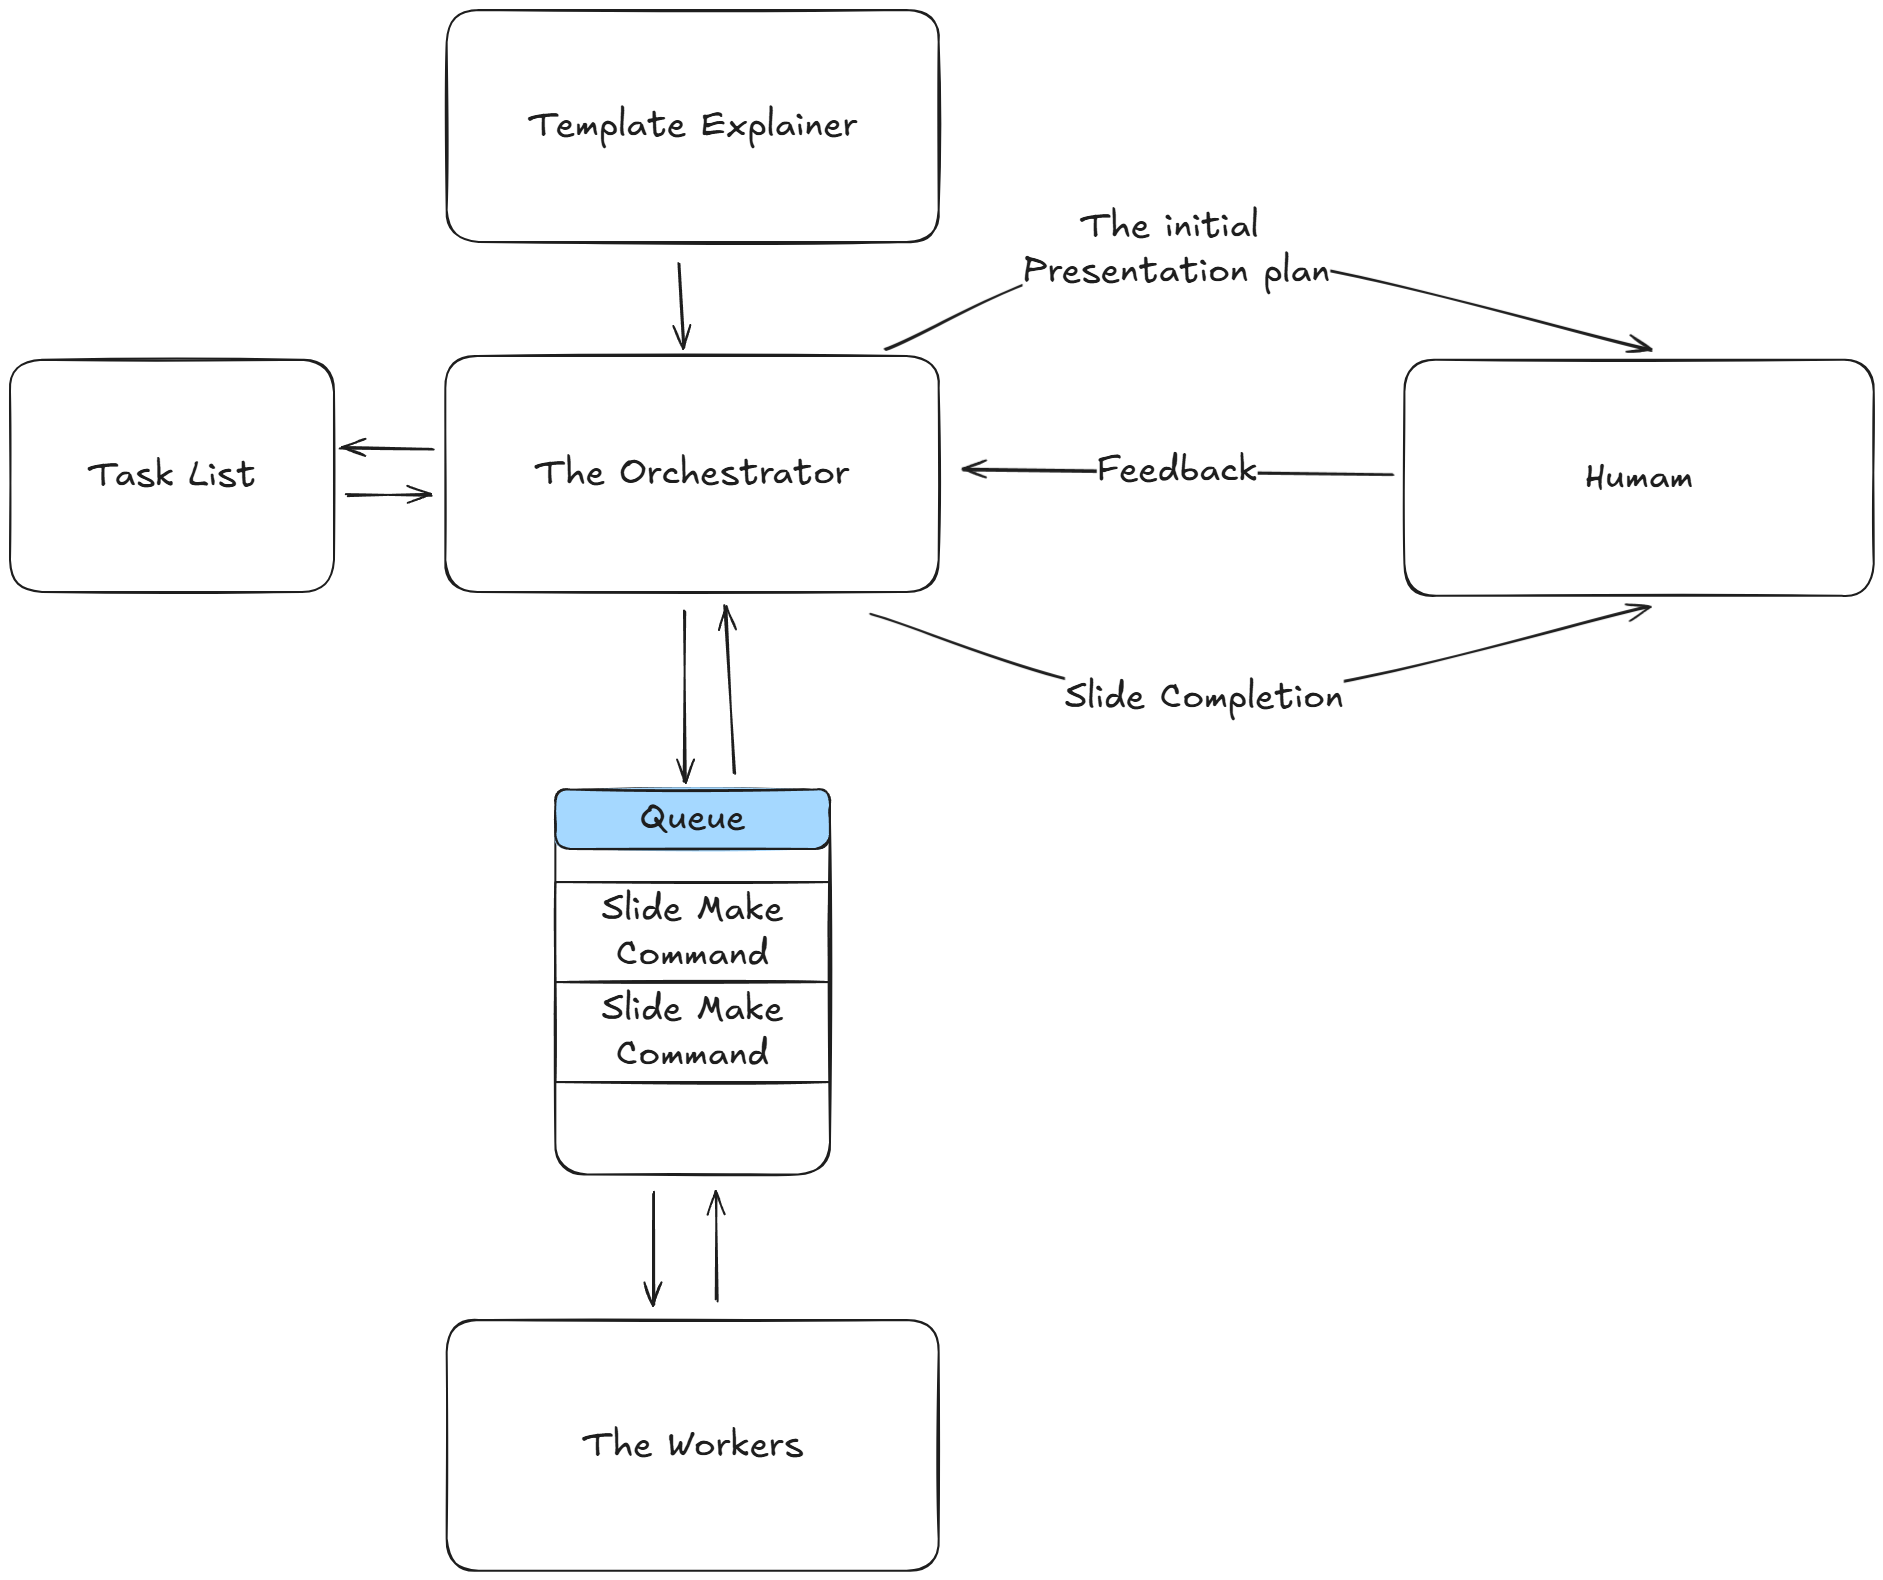 Template Explainer
The initial
Presentation plan
Task List
The Orchestrator
Feedback
Humam
Slide Completion
Queue
Slide Make
Command
Slide Make
Command
The Workers